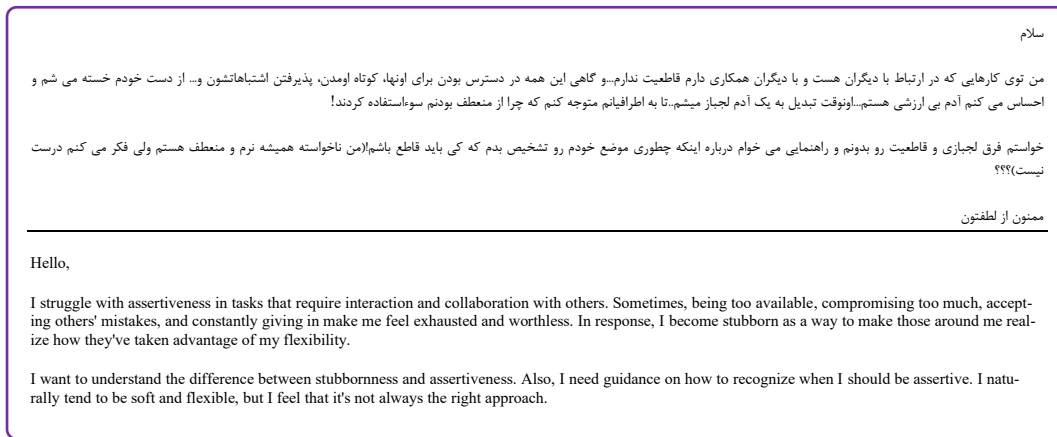 سلام
من توی کارهایی که در ارتباط با دیگران هست و با دیگران همکاری دارم قاطعیت ندارم...و گاهی این همه در دسترس بودن برای اونها، کوتاه اومدن، پذیرفتن اشتباهاتشون و... از دست خودم خسته می شم و
احساس می کنم آدم بی ارزشی هستم...اونوقت تبدیل به یک آدم لجباز میشم..تا به اطرافیانم متوجه کنم که چرا از منعطف بودنم سوءاستفاده کردند!
خواستم فرق لجبازی و قاطعیت رو بدونم و راهنمایی می خوام درباره اینکه چطوری موضع خودم رو تشخیص بدم که کی باید قاطع باشم!(من ناخواسته همیشه نرم و منعطف هستم ولی فکر می کنم درست
نیست)؟؟؟
ممنون از لطفتون
Hello,
I struggle with assertiveness in tasks that require interaction and collaboration with others. Sometimes, being too available, compromising too much, accept-
ing others' mistakes, and constantly giving in make me feel exhausted and worthless. In response, I become stubborn as a way to make those around me real-
ize how they've taken advantage of my flexibility.
I want to understand the difference between stubbornness and assertiveness. Also, I need guidance on how to recognize when I should be assertive. I natu-
rally tend to be soft and flexible, but I feel that it's not always the right approach.